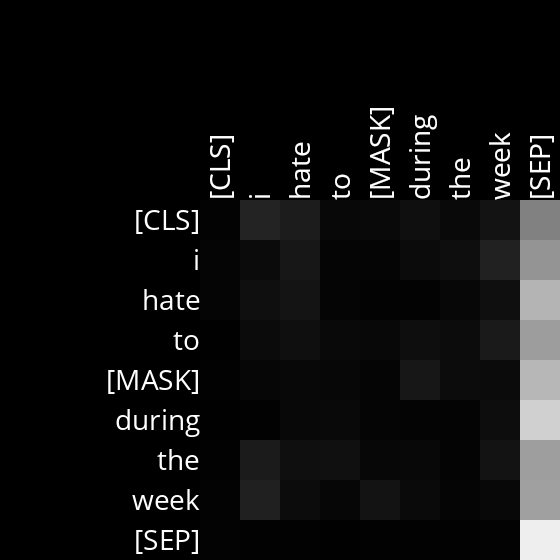 [CLS] i hate to [MASK] during the week [SEP]
[CLS]
i
hate
to
[MASK]
during
the
week
[SEP]